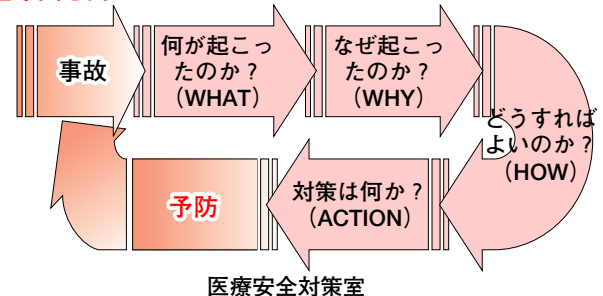 事故
何が起こっ
たのか？
（WHAT）
なぜ起こっ
たのか？
（WHY）
どうすれば
よいのか？
（HOW）
対策は何か？
（ACTION）
予防
医療安全対策室